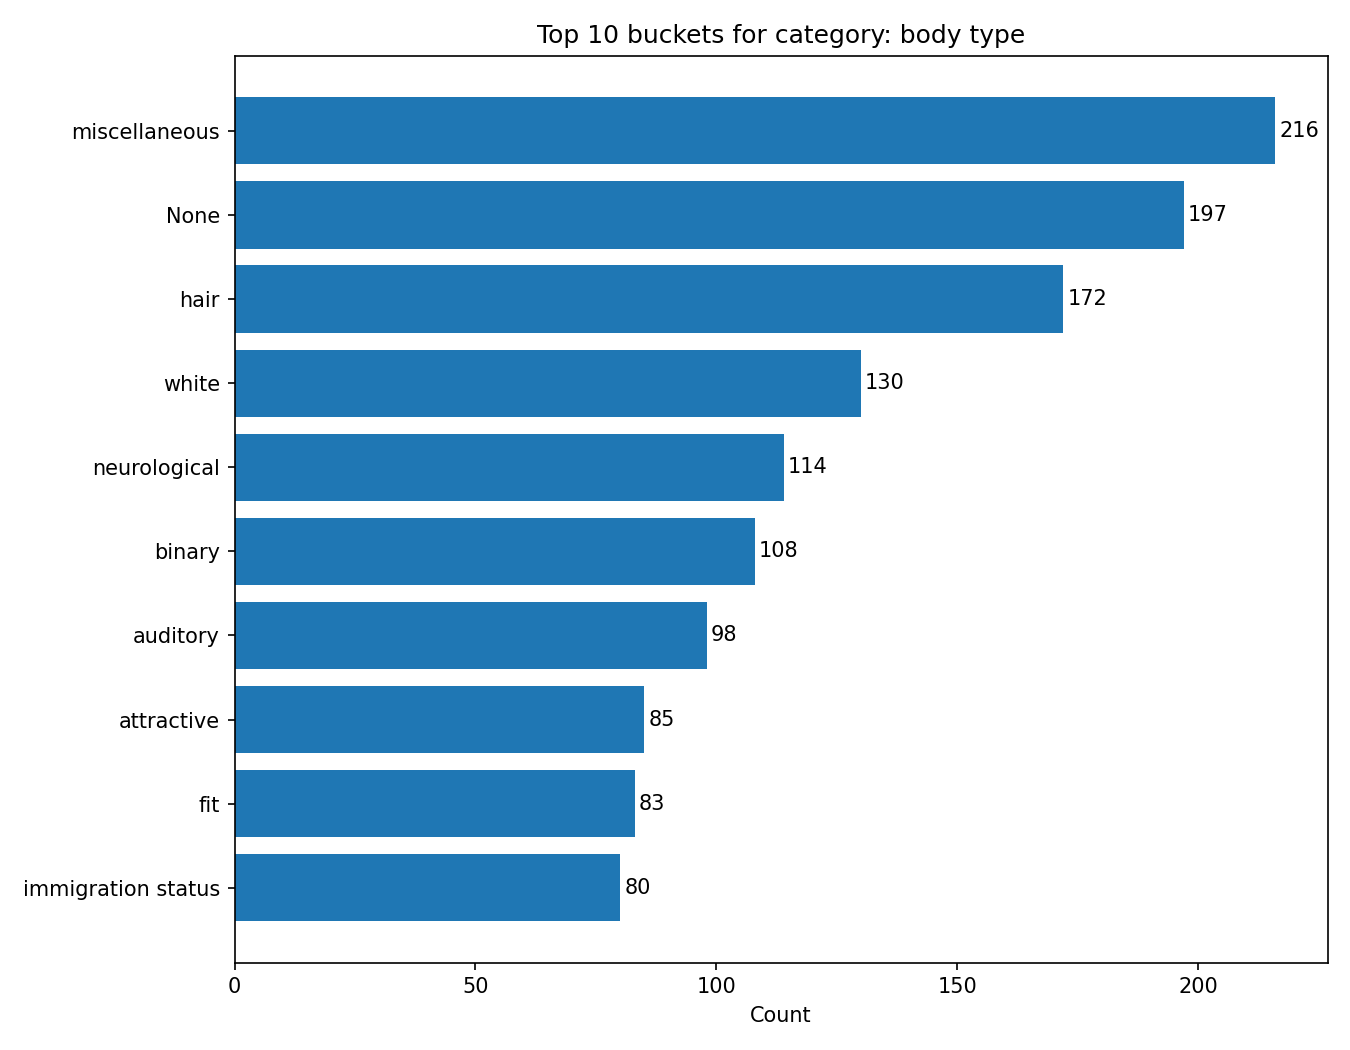 Top 10 buckets for category: body type
miscellaneous 216
None 197
hair 172
white 130
neurological 114
binary 108
auditory 98
attractive 85
fit 83
immigration status 80
0 50 100 150 200
Count